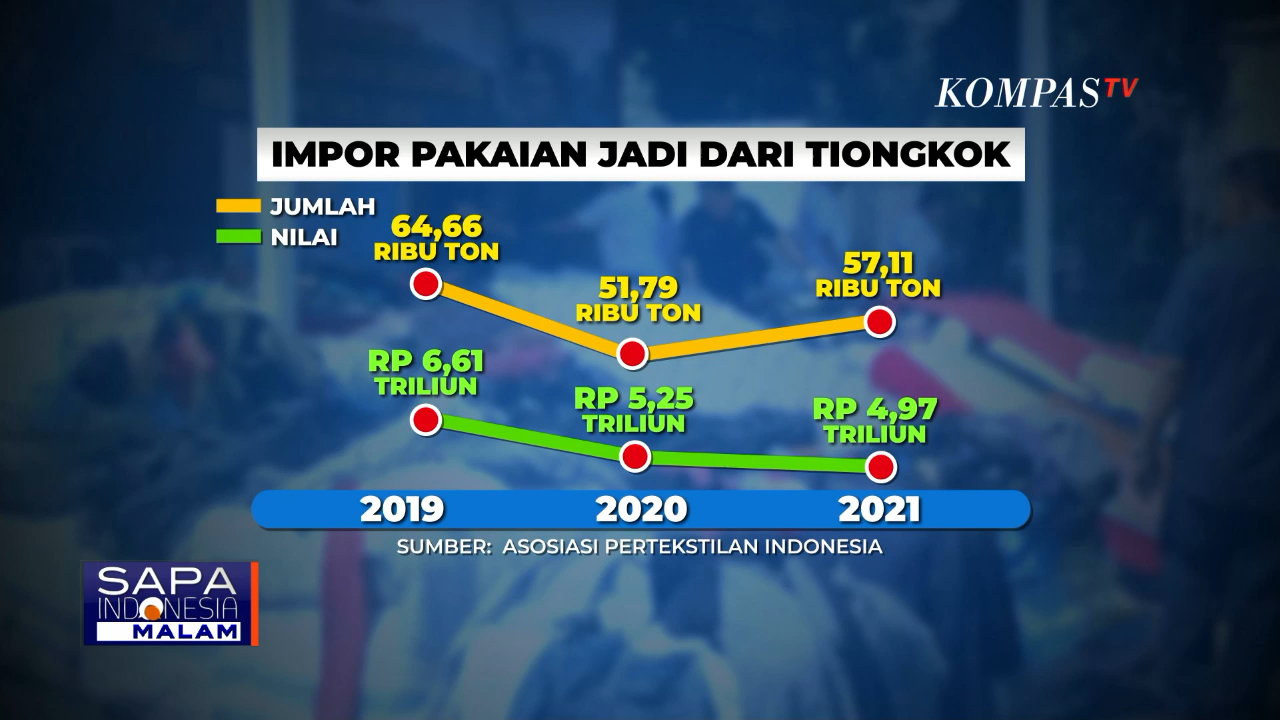 KOMPASTV
IMPOR PAKAIAN JADI DARI TIONGKOK
JUMLAH
NILAI
64,66
RIBU TON
51,79
RIBU TON
57,11
RIBU TON
RP 6,61
TRILIUN
RP 5,25
TRILIUN
RP 4,97
TRILIUN
2019 2020 2021
SUMBER: ASOSIASI PERTEKSTILAN INDONESIA
SAPA
INDONESIA
MALAM